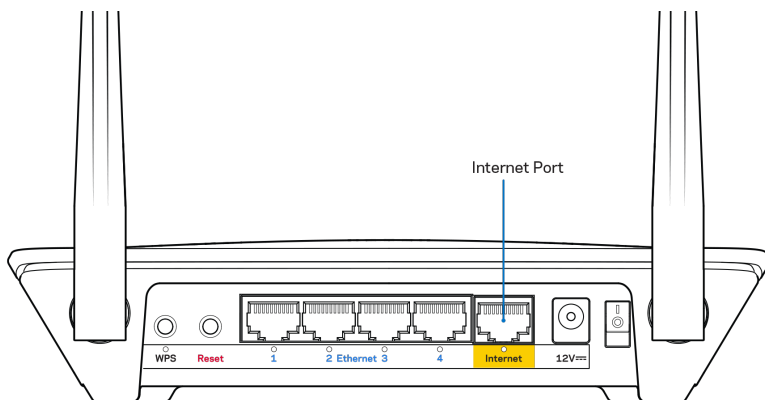 Internet Port
WPS Reset 1 2 Ethernet 3 4 Internet 12V⎓